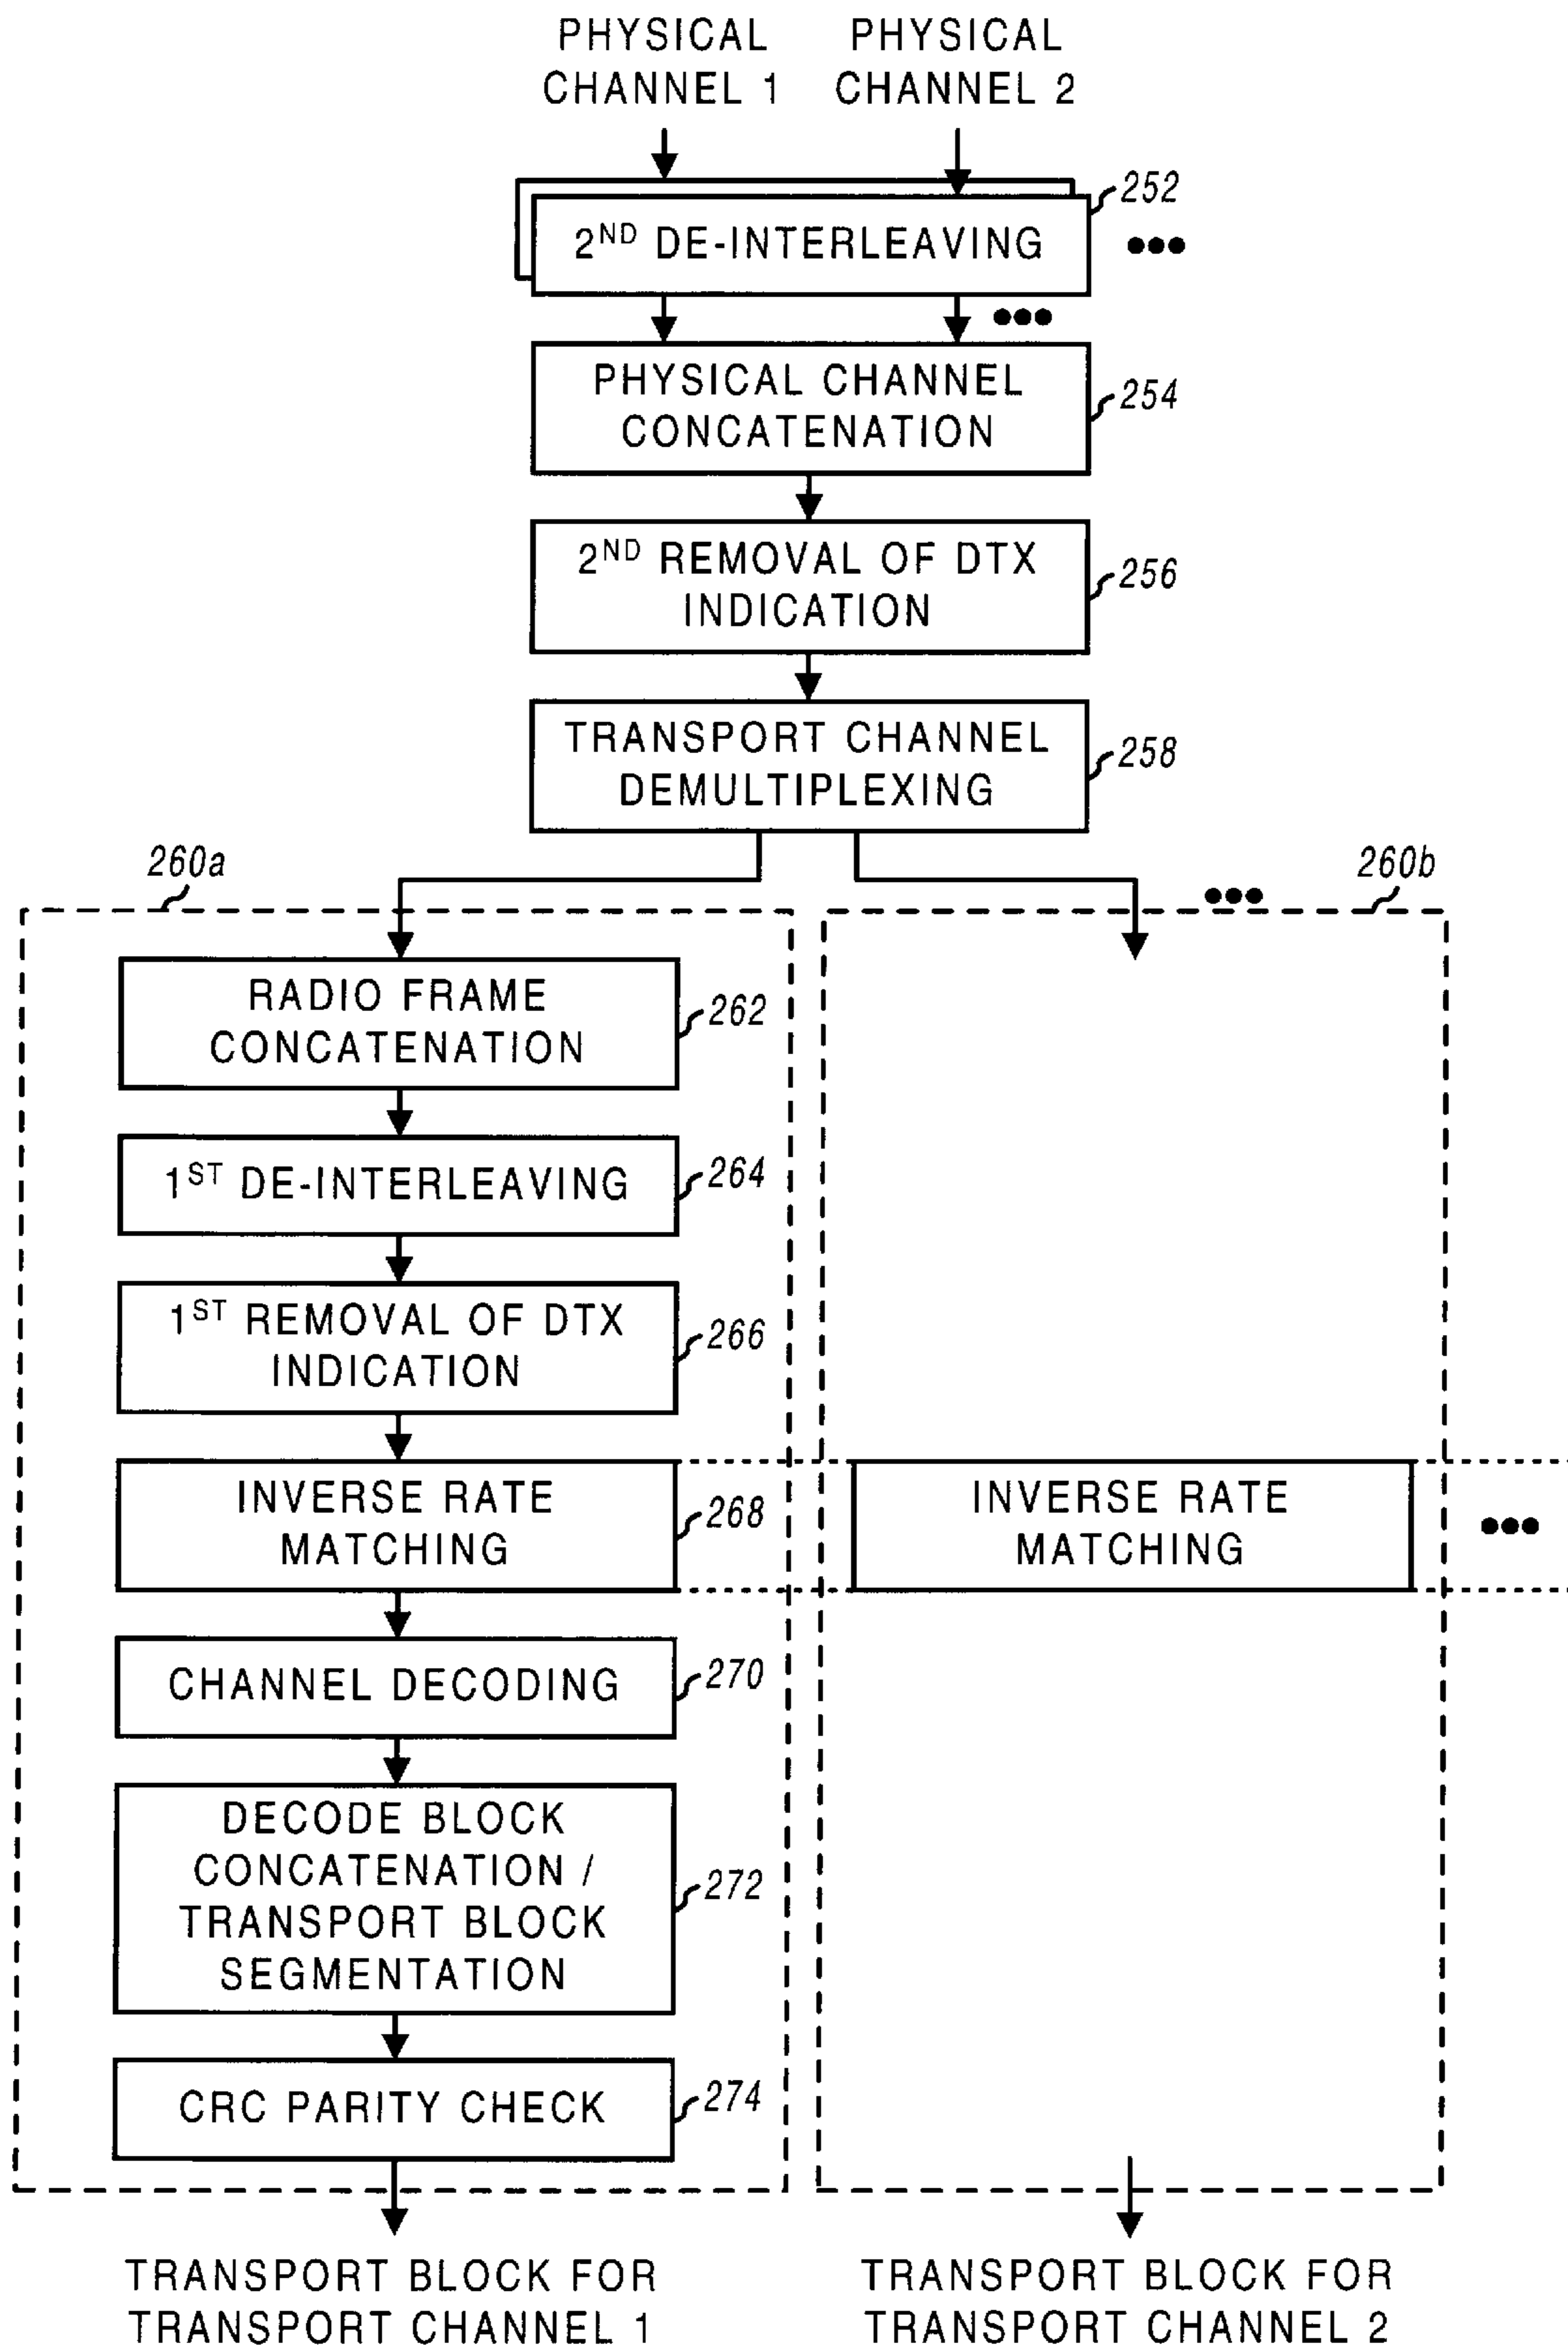 PHYSICAL CHANNEL 1
PHYSICAL CHANNEL 2
252
2ND DE-INTERLEAVING
PHYSICAL CHANNEL
CONCATENATION
254
2ND REMOVAL OF DTX
INDICATION
256
TRANSPORT CHANNEL
DEMULTIPLEXING
258
260a
260b
RADIO FRAME
CONCATENATION
262
1ST DE-INTERLEAVING
264
1ST REMOVAL OF DTX
INDICATION
266
INVERSE RATE
MATCHING
268
INVERSE RATE
MATCHING
CHANNEL DECODING
270
DECODE BLOCK
CONCATENATION /
TRANSPORT BLOCK
SEGMENTATION
272
CRC PARITY CHECK
274
TRANSPORT BLOCK FOR
TRANSPORT CHANNEL 1
TRANSPORT BLOCK FOR
TRANSPORT CHANNEL 2